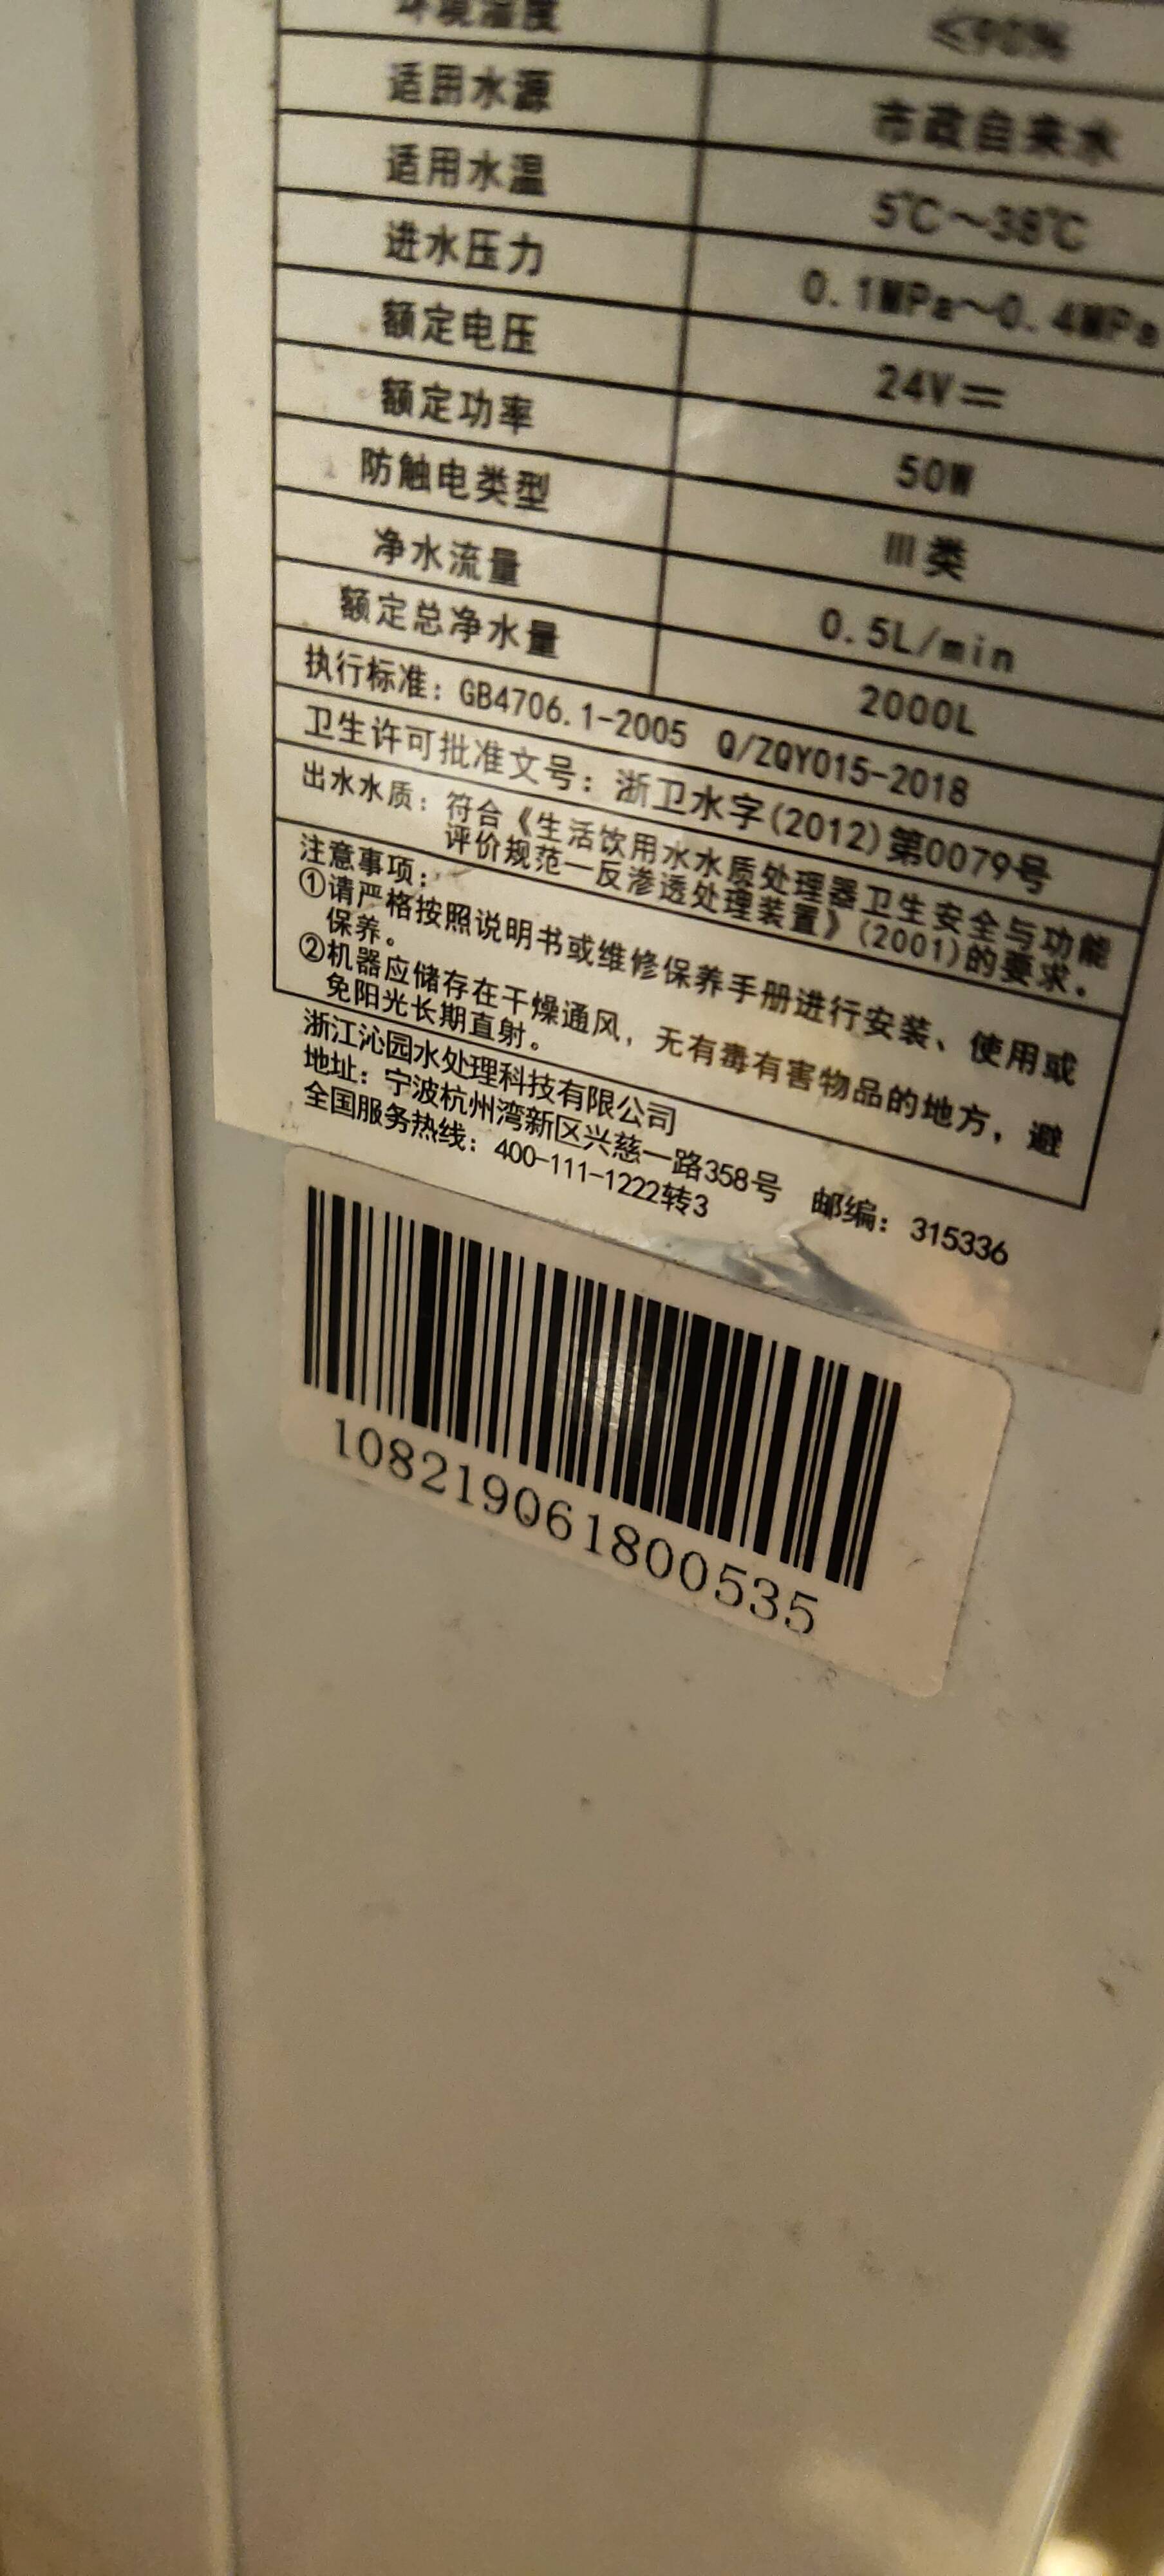 环境湿度 ≤90%
适用水源 市政自来水
适用水温 5℃～38℃
进水压力 0.1MPa～0.4MPa
额定电压 24V⎓
额定功率 50W
防触电类型 Ⅲ类
净水流量 0.5L/min
额定总净水量 2000L
执行标准：GB4706.1-2005 Q/ZQY015-2018
卫生许可批准文号：浙卫水字(2012)第0079号
出水水质：符合《生活饮用水水质处理器卫生安全与功能
评价规范—反渗透处理装置》(2001)的要求。
注意事项：
①请严格按照说明书或维修保养手册进行安装、使用或
保养。
②机器应储存在干燥通风，无有毒有害物品的地方，避
免阳光长期直射。
浙江沁园水处理科技有限公司
地址：宁波杭州湾新区兴慈一路358号 邮编：315336
全国服务热线：400-111-1222转3
108219061800535